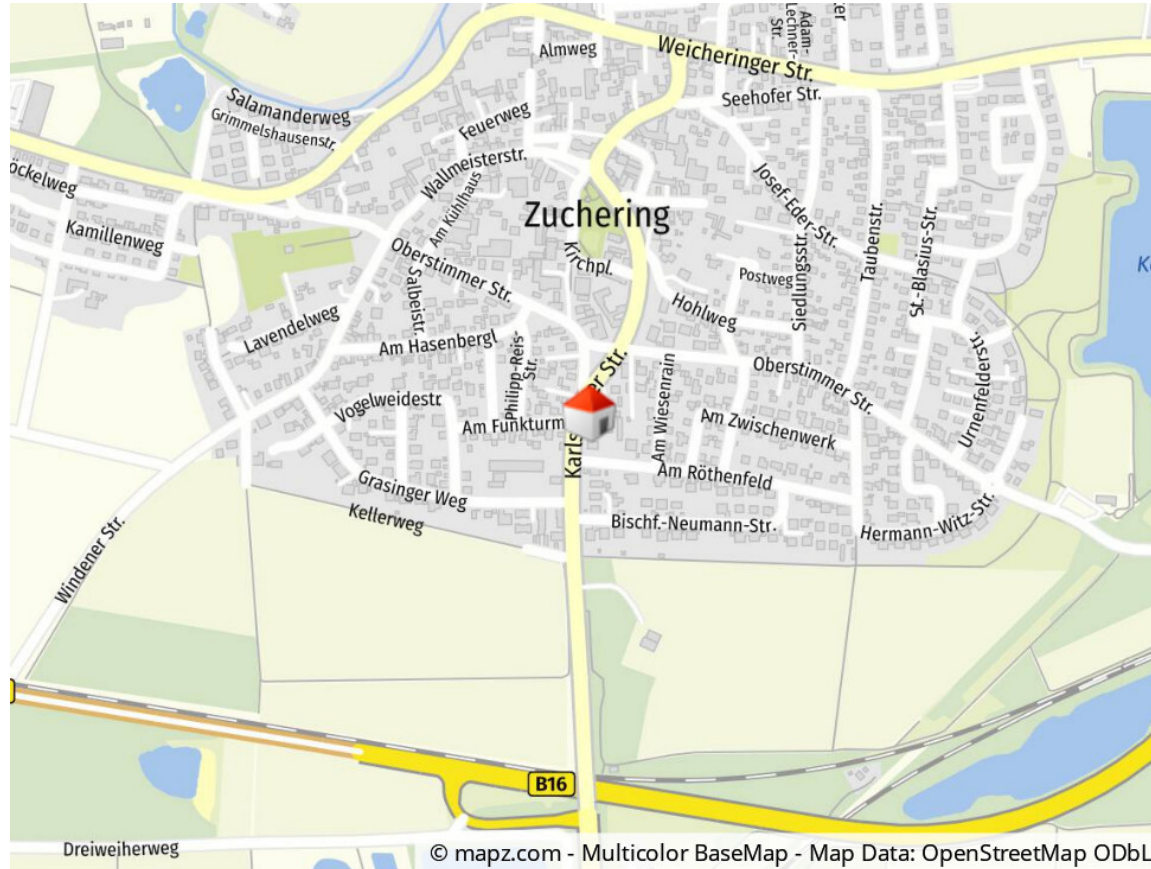 Almweg
Adam-
Lechner-
Str.
Weicheringer Str.
Seehofer Str.
Salamanderweg
Grimmelshausenstr.
Feuerweg
Wallmeisterstr.
Am Kühlhaus
Josef-Eder-Str.
Zuchering
Kamillenweg
Kirchpl.
Taubenstr.
St.-Blasius-Str.
Oberstimmer Str.
Salbeistr.
Postweg
Siedlungsstr.
Hohlweg
Lavendelweg
Am Hasenbergl
Philipp-Reis-
Str.
Oberstimmer Str.
Urnenfelderstr.
Vogelweidestr.
Am Funkturm
Am Wiesenrain
Am Zwischenwerk
Karls
er Str.
Am Röthenfeld
Grasinger Weg
Kellerweg
Bischf.-Neumann-Str.
Hermann-Witz-Str.
Windener Str.
B16
Dreiweiherweg
© mapz.com - Multicolor BaseMap - Map Data: OpenStreetMap ODbL